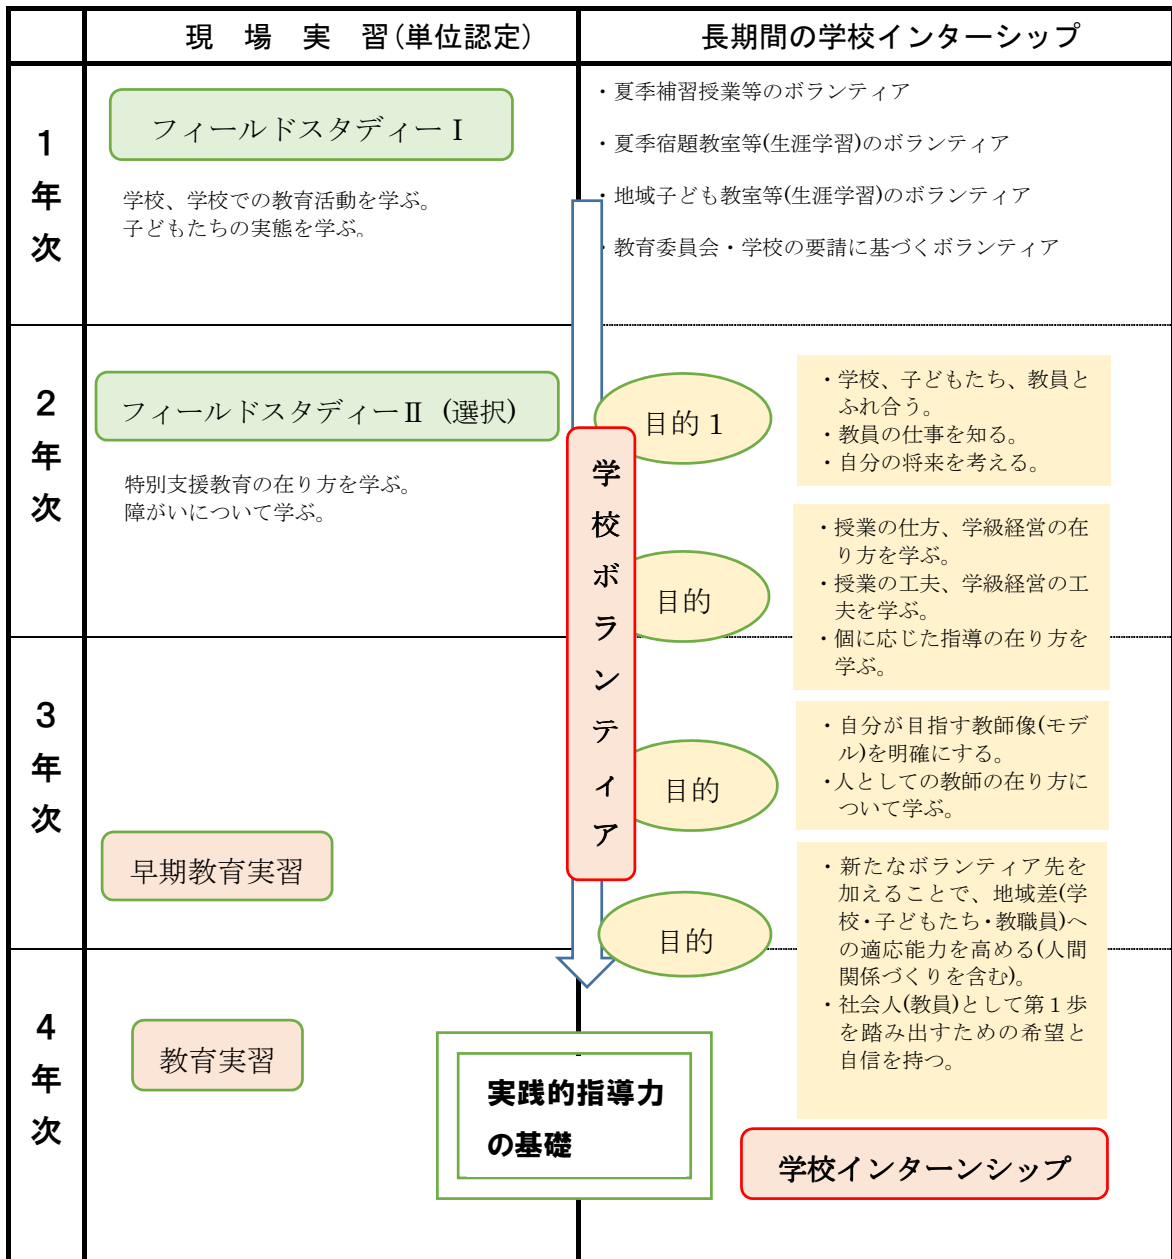 現 場 実 習(単位認定)
長期間の学校インターシップ
1年次
フィールドスタディーⅠ
学校、学校での教育活動を学ぶ。
子どもたちの実態を学ぶ。
・夏季補習授業等のボランティア
・夏季宿題教室等(生涯学習)のボランティア
・地域子ども教室等(生涯学習)のボランティア
・教育委員会・学校の要請に基づくボランティア
2年次
フィールドスタディーⅡ (選択)
特別支援教育の在り方を学ぶ。
障がいについて学ぶ。
学校ボランティア
目的 1
・学校、子どもたち、教員と
ふれ合う。
・教員の仕事を知る。
・自分の将来を考える。
目的
・授業の仕方、学級経営の在
り方を学ぶ。
・授業の工夫、学級経営の工
夫を学ぶ。
・個に応じた指導の在り方を
学ぶ。
3年次
早期教育実習
目的
・自分が目指す教師像(モデ
ル)を明確にする。
・人としての教師の在り方に
ついて学ぶ。
目的
・新たなボランティア先を
加えることで、地域差(学
校・子どもたち・教職員)へ
の適応能力を高める(人間
関係づくりを含む)。
・社会人(教員)として第1歩
を踏み出すための希望と
自信を持つ。
4年次
教育実習
実践的指導力
の基礎
学校インターンシップ